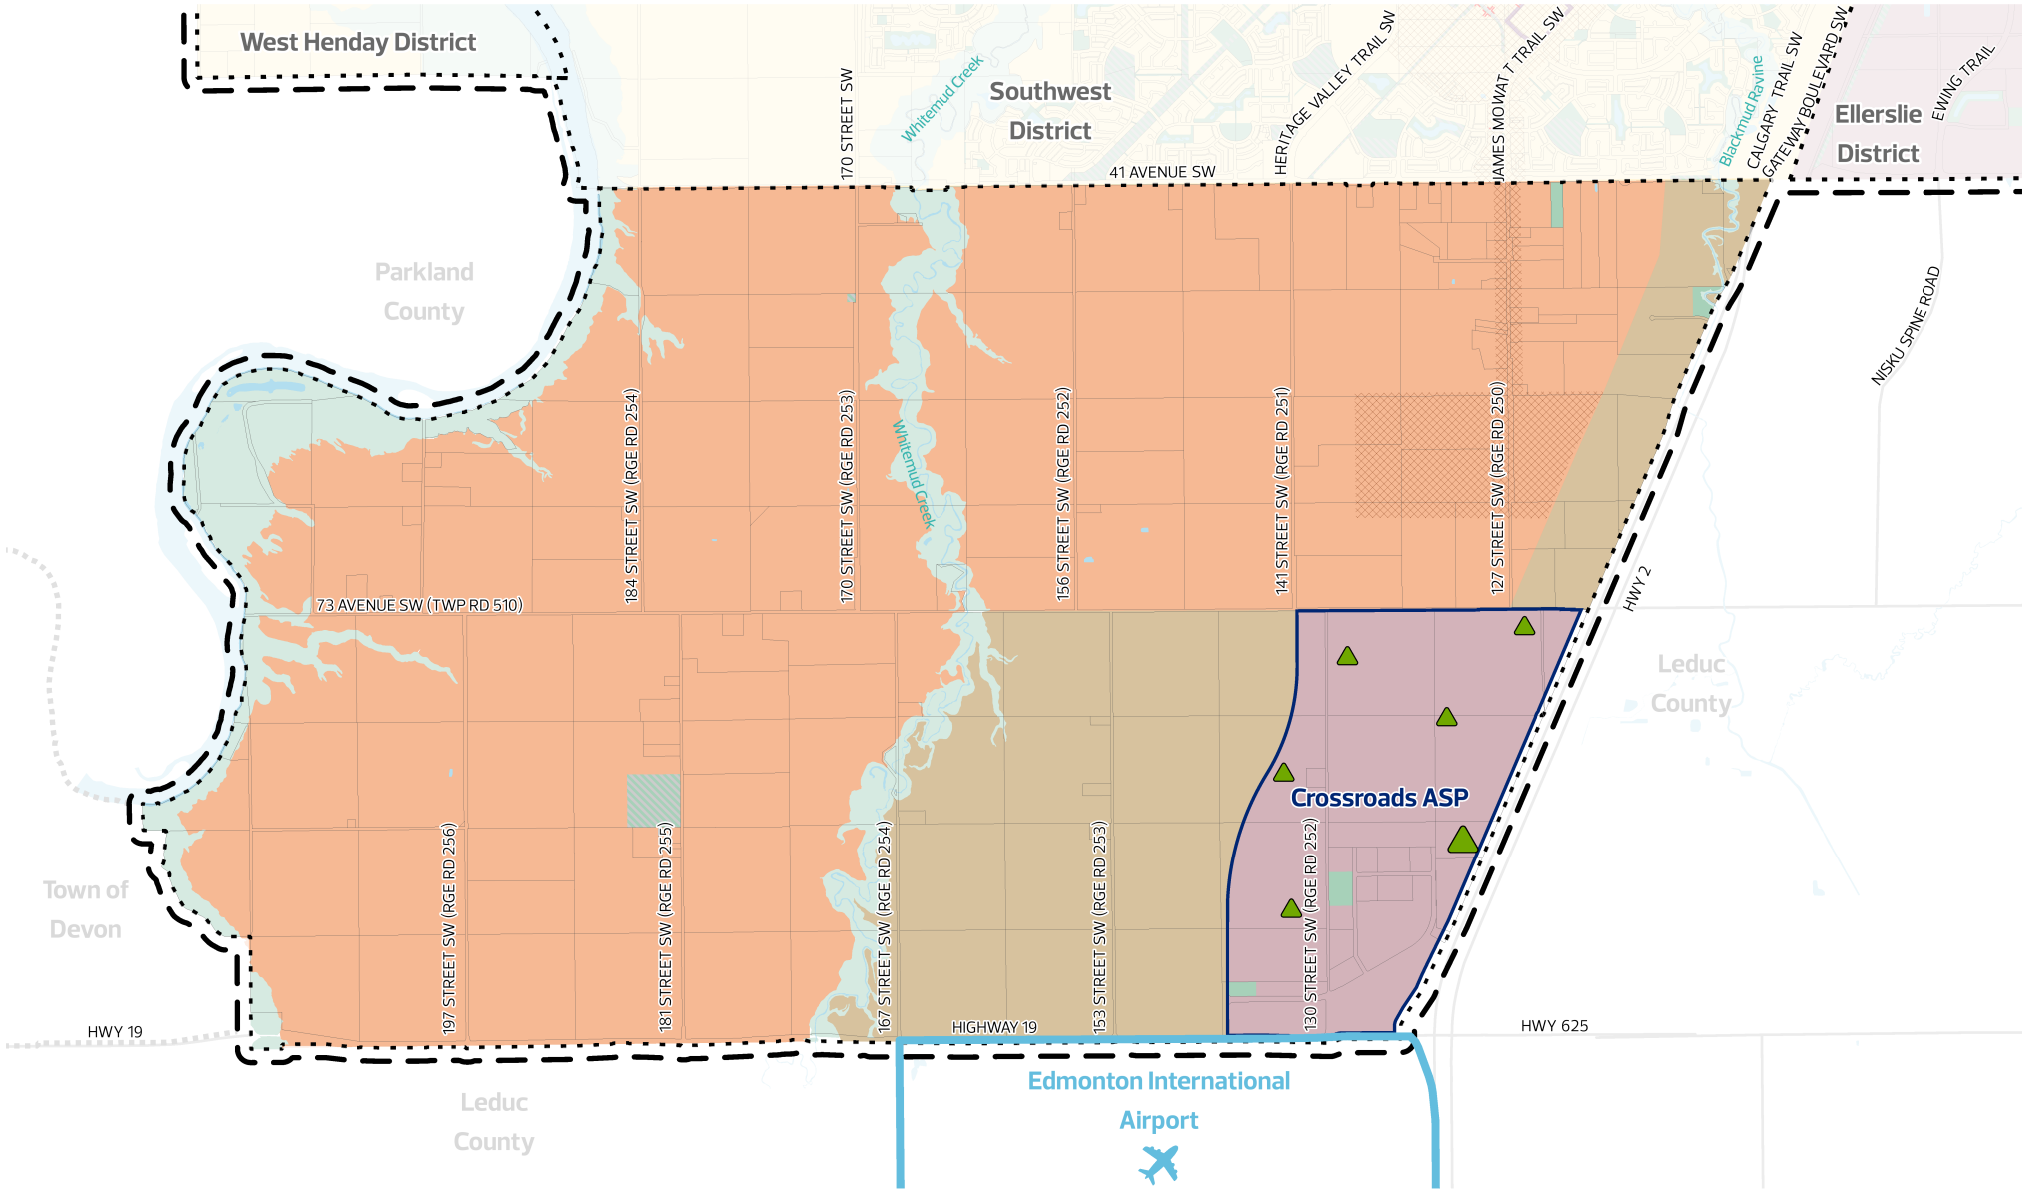 West Henday District
Southwest
District
Ellerslie
District
EWING TRAIL
CALGARY TRAIL SW
GATEWAY BOULEVARD SW
Blackmud Ravine
JAMES MOWAT T TRAIL SW
HERITAGE VALLEY TRAIL SW
Whitemud Creek
170 STREET SW
41 AVENUE SW
Parkland
County
NISKU SPINE ROAD
184 STREET SW (RGE RD 254)
170 STREET SW (RGE RD 253)
Whitemud Creek
156 STREET SW (RGE RD 252)
141 STREET SW (RGE RD 251)
127 STREET SW (RGE RD 250)
73 AVENUE SW (TWP RD 510)
HWY 2
Leduc
County
Crossroads ASP
197 STREET SW (RGE RD 256)
181 STREET SW (RGE RD 255)
167 STREET SW (RGE RD 254)
153 STREET SW (RGE RD 253)
130 STREET SW (RGE RD 252)
Town of
Devon
HWY 19
HIGHWAY 19
HWY 625
Edmonton International
Airport
Leduc
County